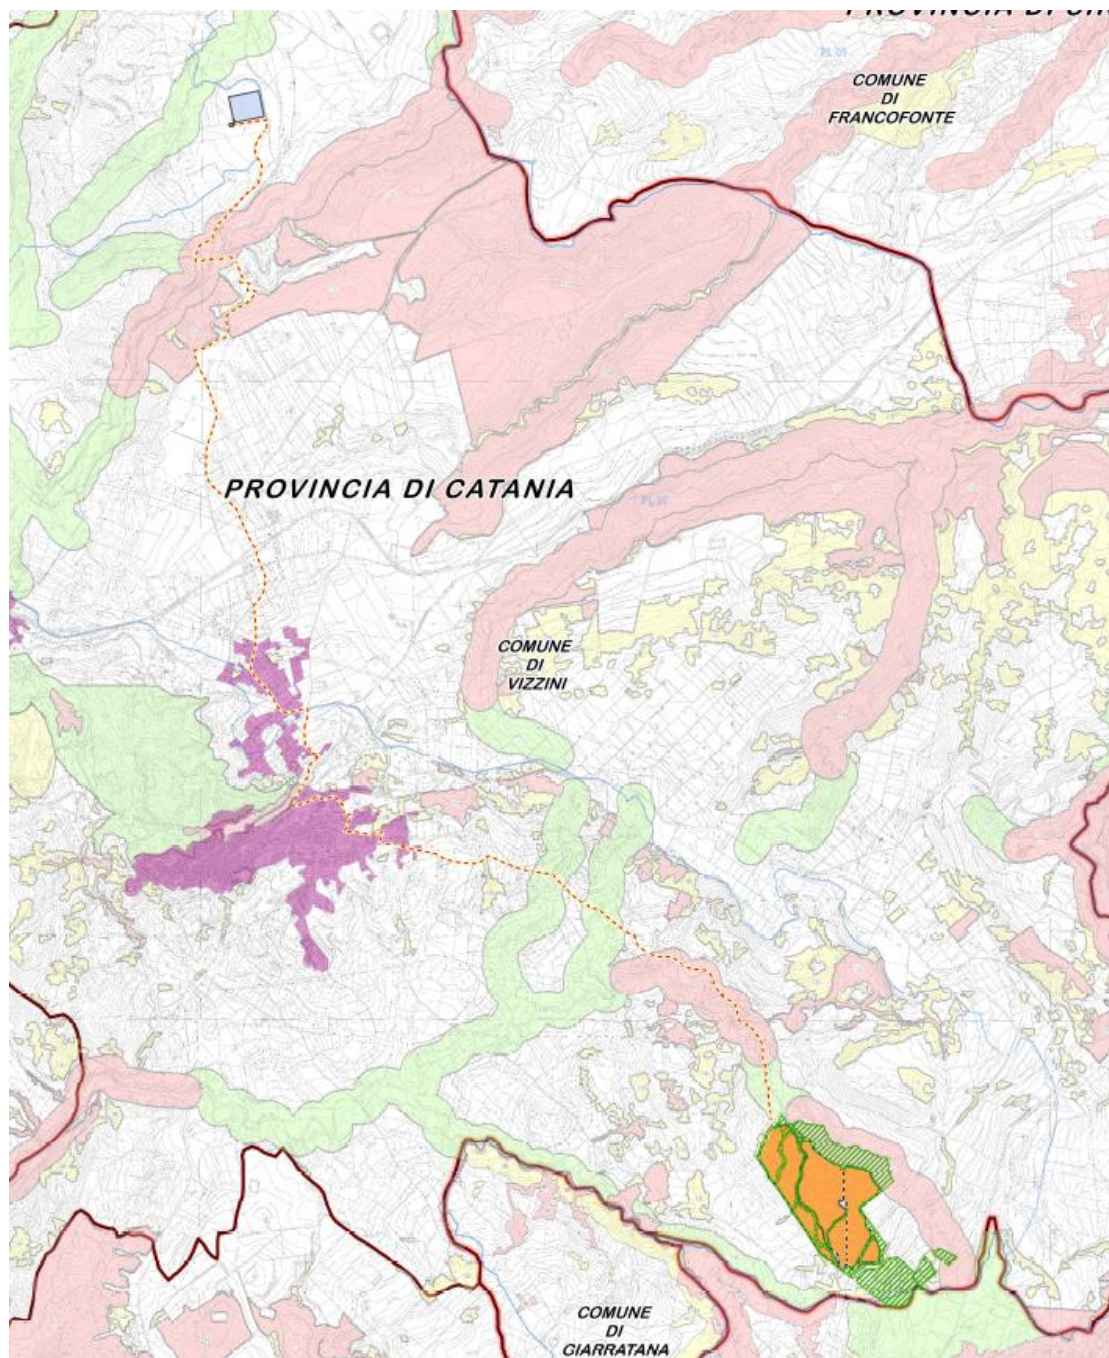 COMUNE
DI
FRANCOFONTE
PROVINCIA DI CATANIA
COMUNE
DI
VIZZINI
COMUNE
DI
GIARRATANA